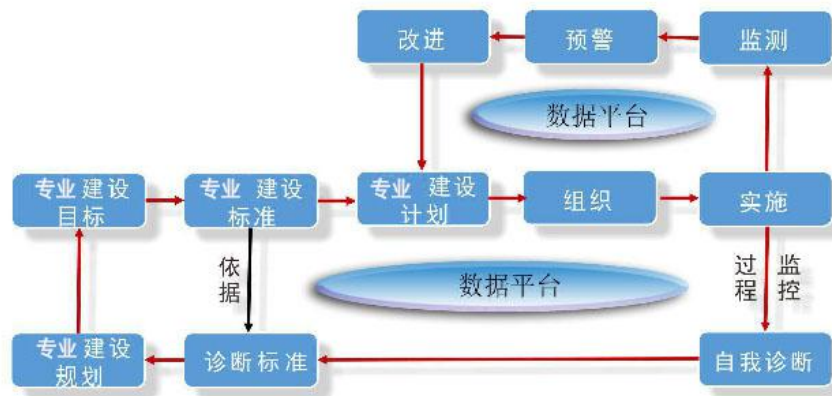 改进
预警
监测
数据平台
专业 建设
目标
专业 建设
标准
专业 建设
计划
组织
实施
依据
数据平台
过程
监控
专业 建设
规划
诊断标准
自我诊断